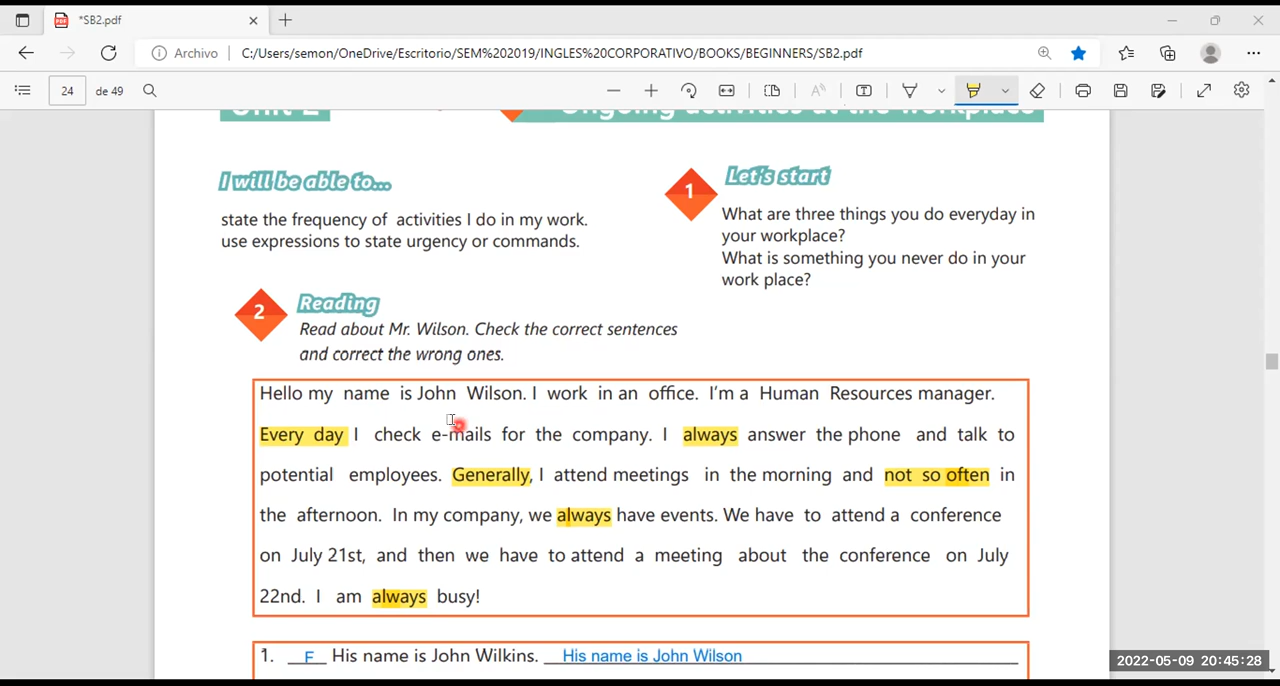 *SB2.pdf
Archivo
C:/Users/semon/OneDrive/Escritorio/SEM%202019/INGLES%20CORPORATIVO/BOOKS/BEGINNERS/SB2.pdf
24 de 49
Unit 2
Ongoing activities at the workplace
I will be able to...
state the frequency of activities I do in my work.
use expressions to state urgency or commands.
1 Let's start
What are three things you do everyday in
your workplace?
What is something you never do in your
work place?
2 Reading
Read about Mr. Wilson. Check the correct sentences
and correct the wrong ones.
Hello my name is John Wilson. I work in an office. I'm a Human Resources manager.
Every day I check e-mails for the company. I always answer the phone and talk to
potential employees. Generally, I attend meetings in the morning and not so often in
the afternoon. In my company, we always have events. We have to attend a conference
on July 21st, and then we have to attend a meeting about the conference on July
22nd. I am always busy!
1. F His name is John Wilkins. His name is John Wilson
2022-05-09 20:45:28